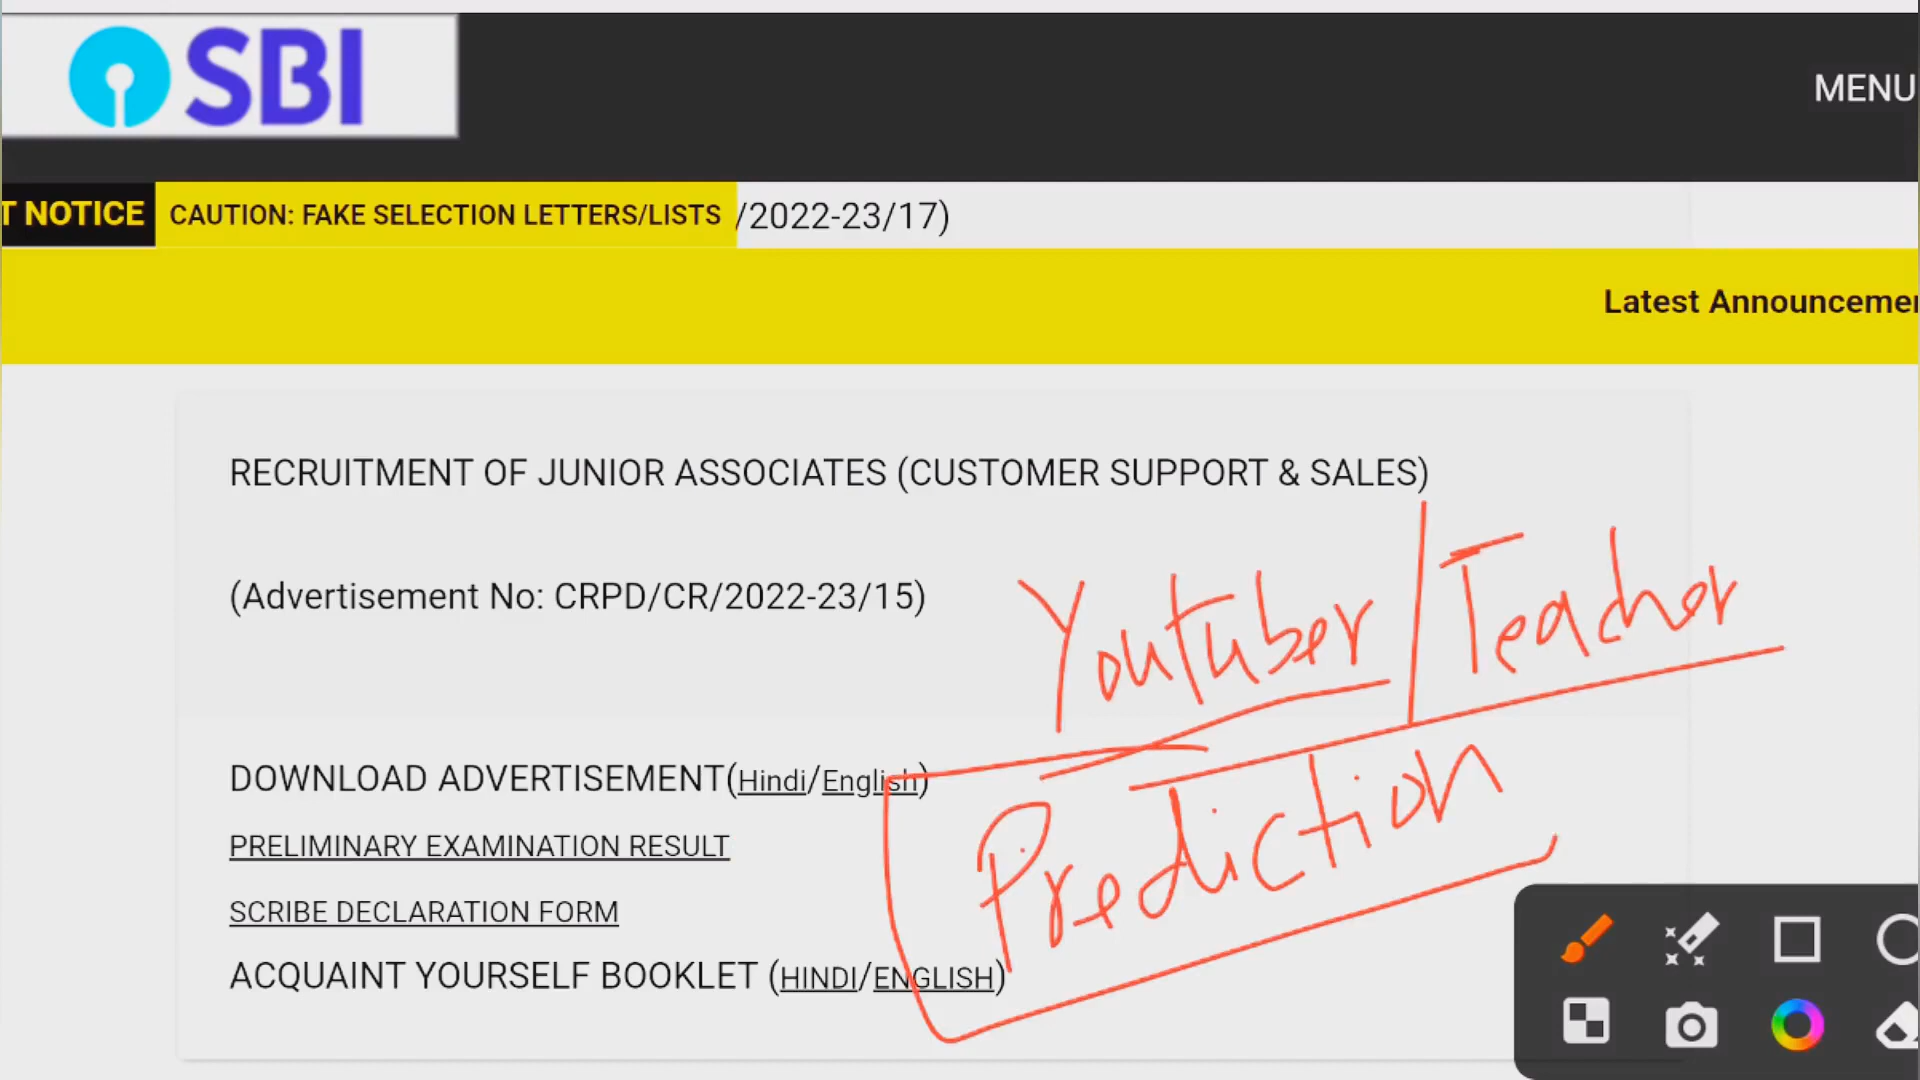 SBI
MENU
T NOTICE
CAUTION: FAKE SELECTION LETTERS/LISTS
/2022-23/17)
Latest Announcemen
RECRUITMENT OF JUNIOR ASSOCIATES (CUSTOMER SUPPORT & SALES)
(Advertisement No: CRPD/CR/2022-23/15)
Youtuber/Teacher
DOWNLOAD ADVERTISEMENT(Hindi/English)
Prediction
PRELIMINARY EXAMINATION RESULT
SCRIBE DECLARATION FORM
ACQUAINT YOURSELF BOOKLET (HINDI/ENGLISH)